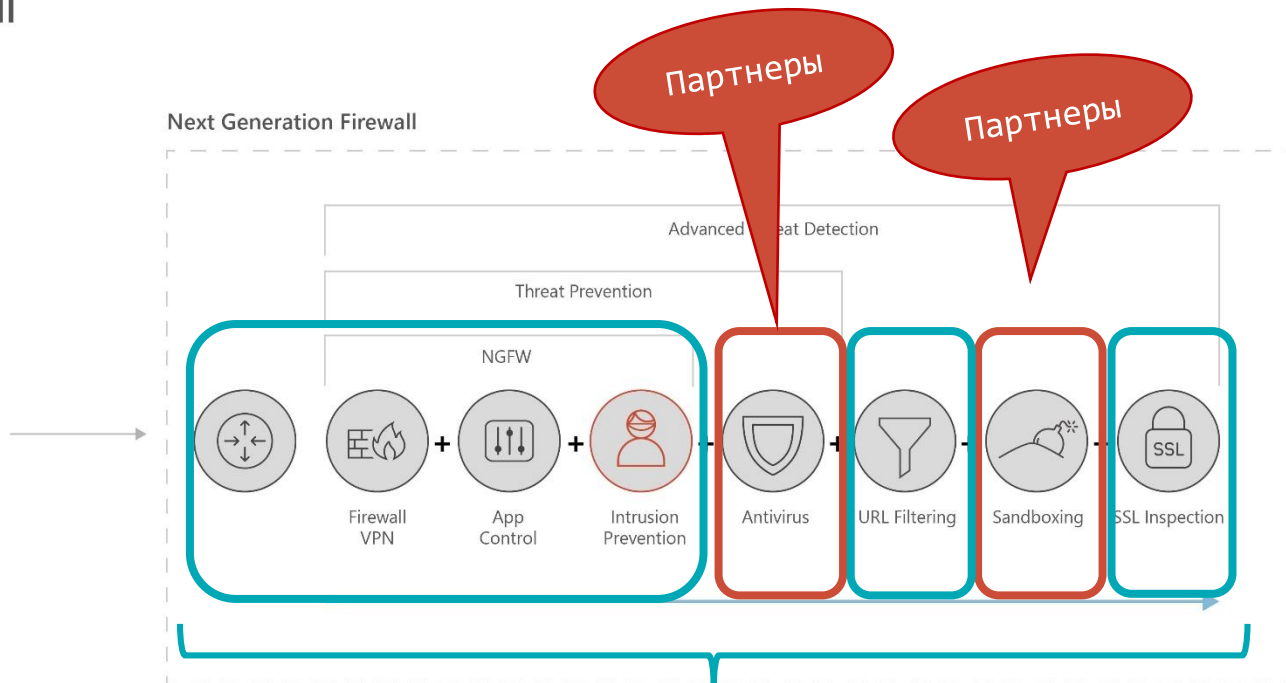 Партнеры
Партнеры
Next Generation Firewall
Advanced eat Detection
Threat Prevention
NGFW
SSL
Firewall
VPN
+
App
Control
+
Intrusion
Prevention
Antivirus
+
URL Filtering
Sandboxing
SSL Inspection